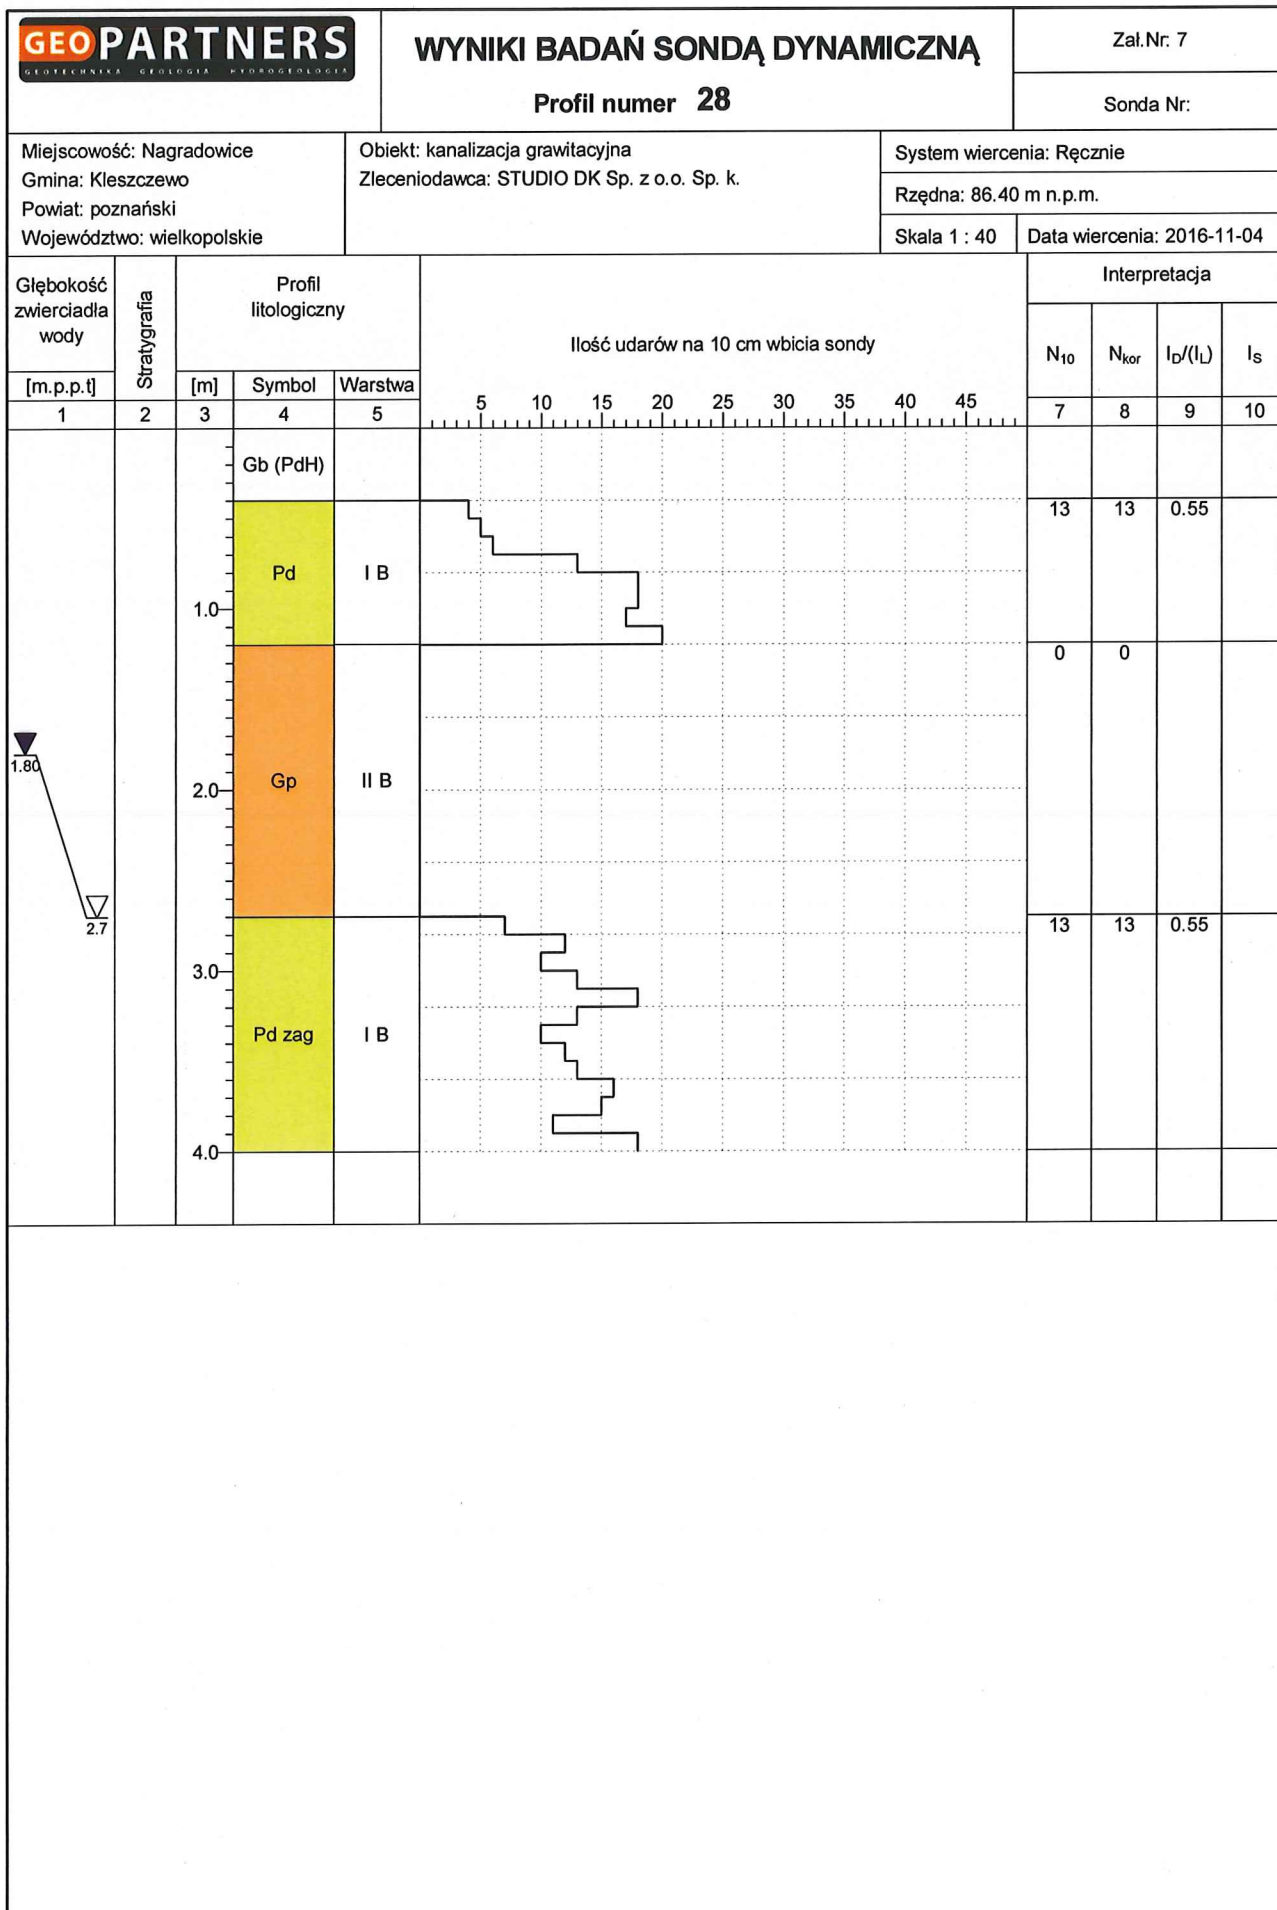 GEOPARTNERS
GEOTECHNIKA GEOLOGIA HYDROGEOLOGIA
WYNIKI BADAŃ SONDĄ DYNAMICZNĄ
Profil numer 28
Zał.Nr: 7
Sonda Nr:
Miejscowość: Nagradowice
Gmina: Kleszczewo
Powiat: poznański
Województwo: wielkopolskie
Obiekt: kanalizacja grawitacyjna
Zleceniodawca: STUDIO DK Sp. z o.o. Sp. k.
System wiercenia: Ręcznie
Rzędna: 86.40 m n.p.m.
Skala 1 : 40
Data wiercenia: 2016-11-04
Głębokość
zwierciadła
wody
[m.p.p.t]
Stratygrafia
Profil
litologiczny
[m] Symbol Warstwa
Ilość udarów na 10 cm wbicia sondy
5 10 15 20 25 30 35 40 45
Interpretacja
N10 Nkor ID/(IL) IS
1 2 3 4 5 7 8 9 10
Gb (PdH)
13 13 0.55
Pd I B
1.0
0 0
1.80
2.0 Gp II B
2.7
13 13 0.55
3.0
Pd zag I B
4.0